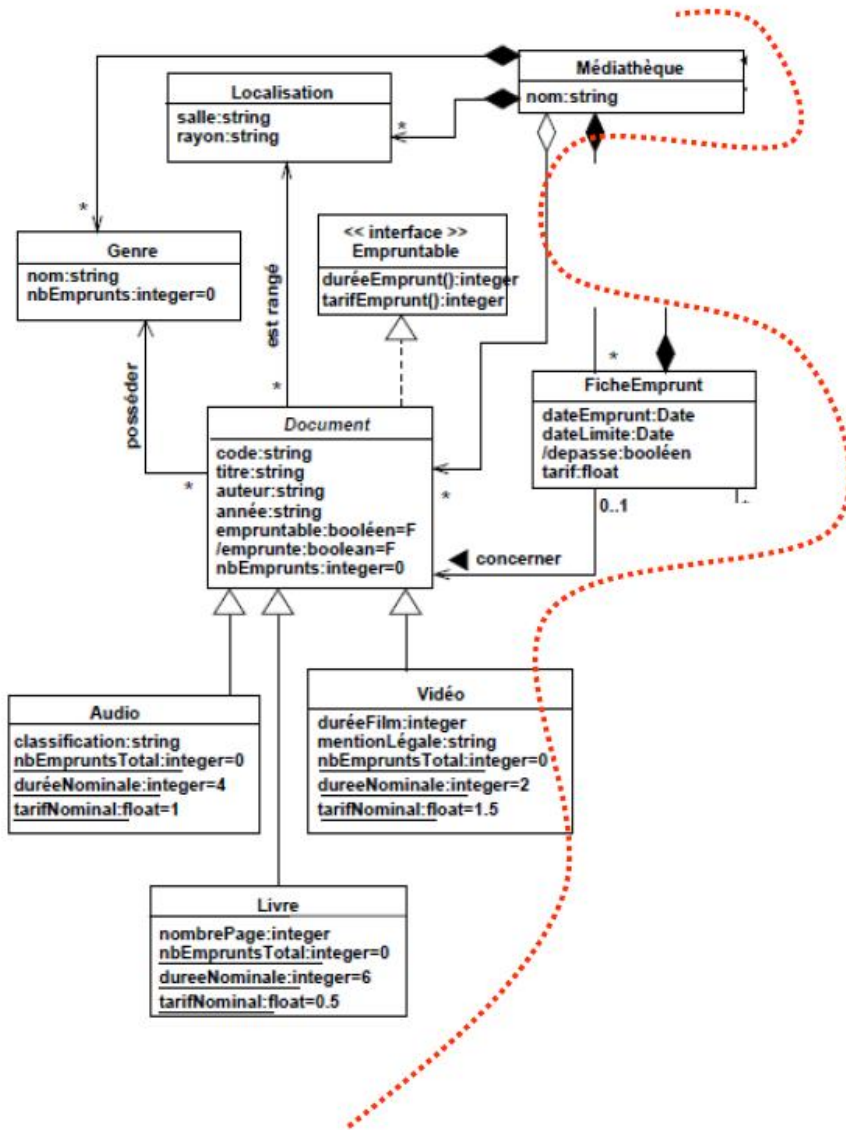 Médiathèque
nom:string
*
Localisation
salle:string
rayon:string
*
*
Genre
nom:string
nbEmprunts:integer=0
<< interface >>
Empruntable
duréeEmprunt():integer
tarifEmprunt():integer
est rangé
*
posséder
*
*
FicheEmprunt
dateEmprunt:Date
dateLimite:Date
/depasse:booléen
tarif:float
0..1
Document
code:string
titre:string
auteur:string
année:string
empruntable:booléen=F
/emprunte:boolean=F
nbEmprunts:integer=0
*
concerner
Audio
classification:string
nbEmpruntsTotal:integer=0
duréeNominale:integer=4
tarifNominal:float=1
Vidéo
duréeFilm:integer
mentionLégale:string
nbEmpruntsTotal:integer=0
dureeNominale:integer=2
tarifNominal:float=1.5
Livre
nombrePage:integer
nbEmpruntsTotal:integer=0
dureeNominale:integer=6
tarifNominal:float=0.5